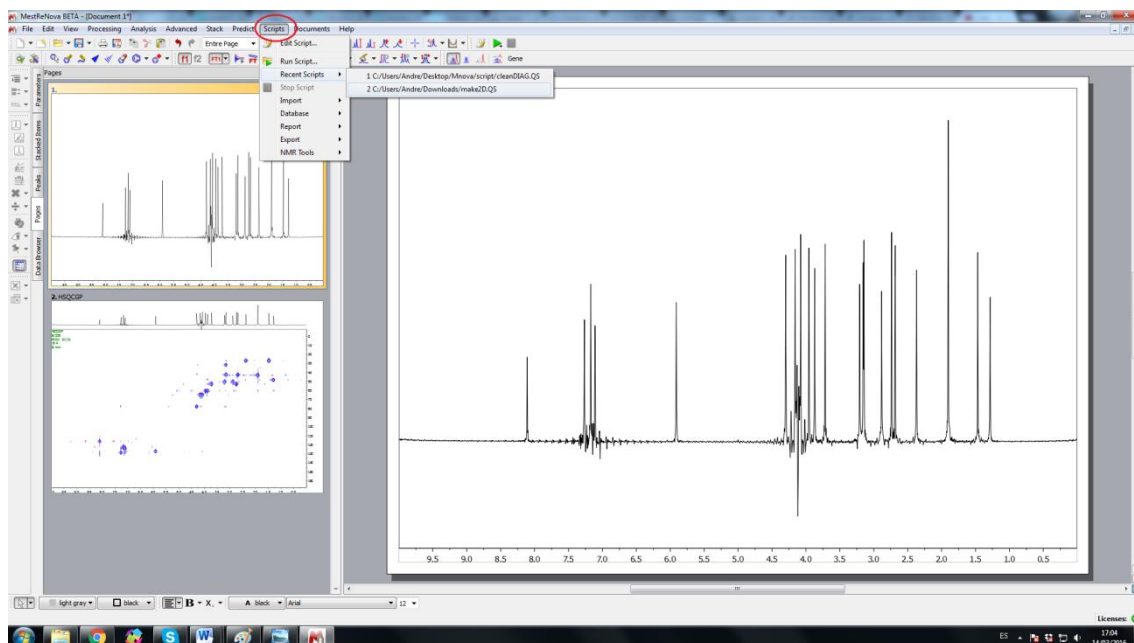 MestReNova BETA - [Document 1*]
File Edit View Processing Analysis Advanced Stack Predict Scripts Documents Help
Entire Page
Edit Script...
Run Script...
Recent Scripts
1 C:/Users/Andre/Desktop/Mnova/script/cleanDIAG.QS
2 C:/Users/Andre/Downloads/make2D.QS
Stop Script
Import
Database
Report
Export
NMR Tools
Gene
Pages
Parameters
Stacked Items
Peaks
Pages
Data Browser
1.
2. HSQCGP
9.5 9.0 8.5 8.0 7.5 7.0 6.5 6.0 5.5 5.0 4.5 4.0 3.5 3.0 2.5 2.0 1.5 1.0 0.5
light gray black B X, A black Arial 12
Licenses:
ES 17:04
14/03/2016